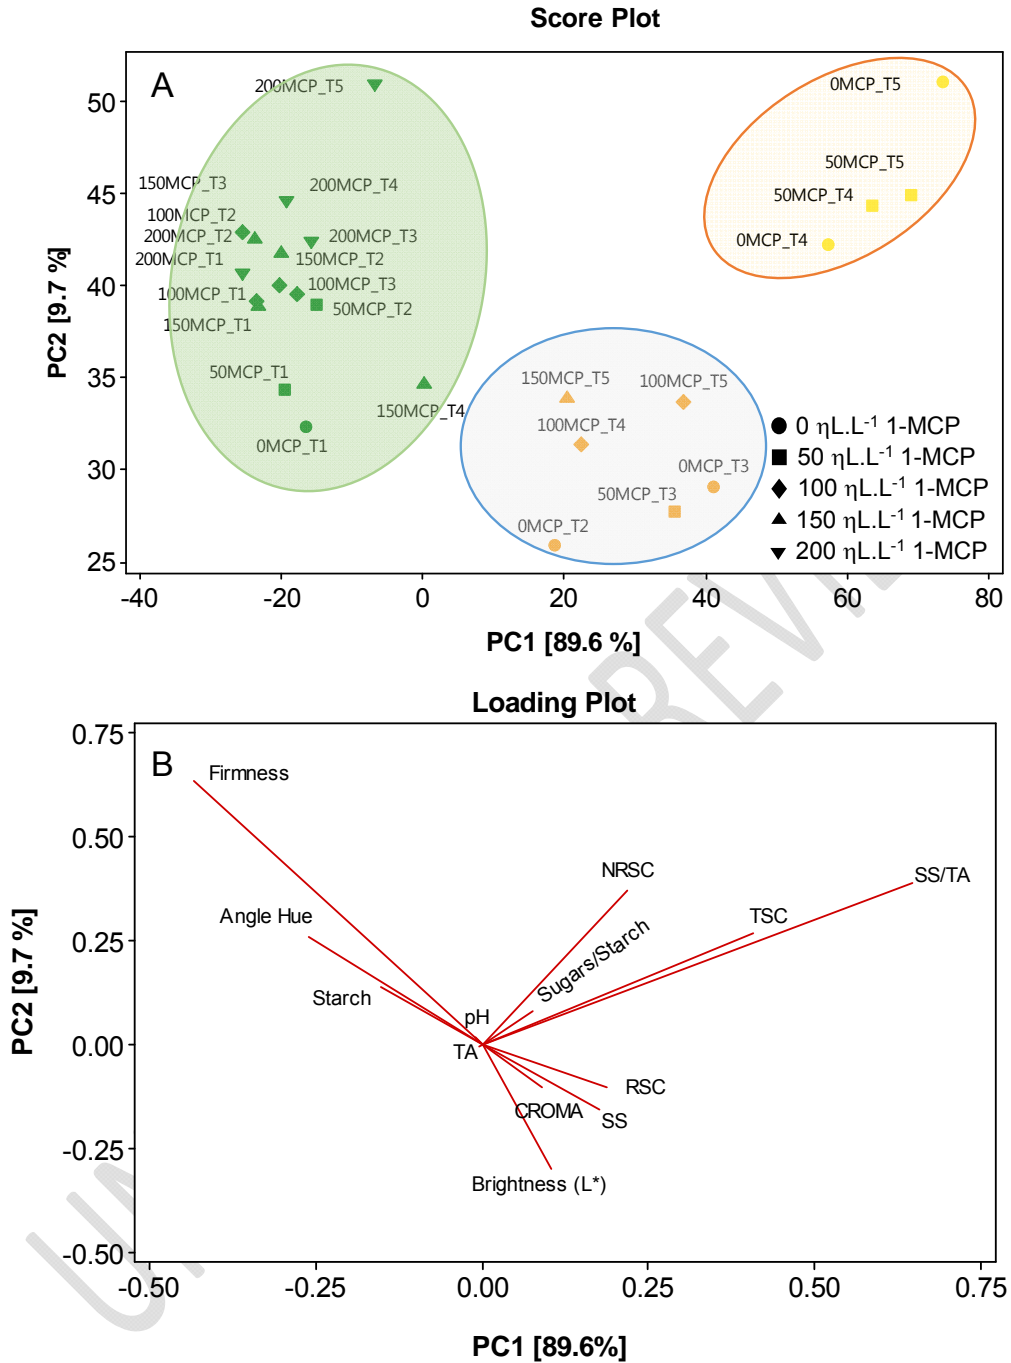 Score Plot
A
50
45
40
35
30
25
PC2 [9.7 %]
200MCP_T5
0MCP_T5
150MCP_T3
200MCP_T4
50MCP_T5
100MCP_T2
50MCP_T4
200MCP_T2
200MCP_T3
0MCP_T4
200MCP_T1
150MCP_T2
100MCP_T1
100MCP_T3
150MCP_T1
50MCP_T2
50MCP_T1
150MCP_T5
100MCP_T5
150MCP_T4
100MCP_T4
0MCP_T1
0MCP_T3
50MCP_T3
0MCP_T2
0 ηL.L-1 1-MCP
50 ηL.L-1 1-MCP
100 ηL.L-1 1-MCP
150 ηL.L-1 1-MCP
200 ηL.L-1 1-MCP
-40 -20 0 20 40 60 80
PC1 [89.6 %]
Loading Plot
B
0.75
0.50
0.25
0.00
-0.25
-0.50
PC2 [9.7 %]
Firmness
NRSC
SS/TA
Angle Hue
TSC
Sugars/Starch
Starch
pH
TA
RSC
CROMA
SS
Brightness (L*)
-0.50 -0.25 0.00 0.25 0.50 0.75
PC1 [89.6%]